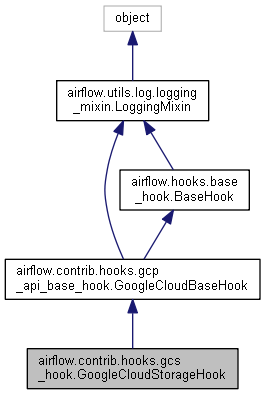 object
airflow.utils.log.logging
_mixin.LoggingMixin
airflow.hooks.base
_hook.BaseHook
airflow.contrib.hooks.gcp
_api_base_hook.GoogleCloudBaseHook
airflow.contrib.hooks.gcs
_hook.GoogleCloudStorageHook